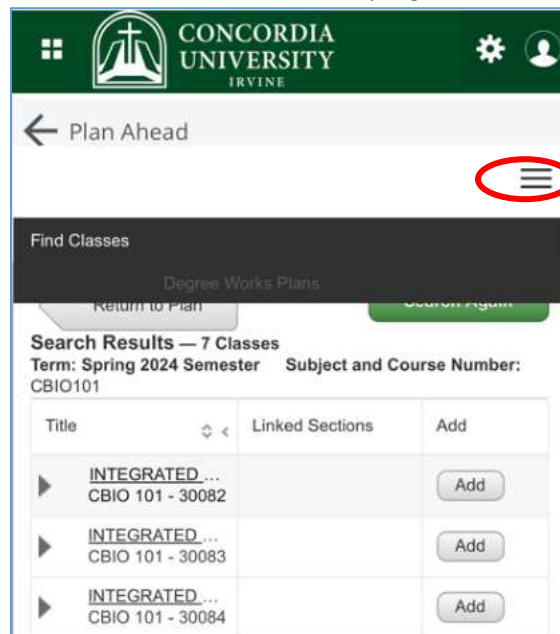 CONCORDIA
UNIVERSITY
IRVINE
Plan Ahead
Find Classes
Degree Works Plans
Return to Plan
Search Again
Search Results — 7 Classes
Term: Spring 2024 Semester Subject and Course Number:
CBIO101
Title Linked Sections Add
INTEGRATED ...
CBIO 101 - 30082 Add
INTEGRATED ...
CBIO 101 - 30083 Add
INTEGRATED ...
CBIO 101 - 30084 Add